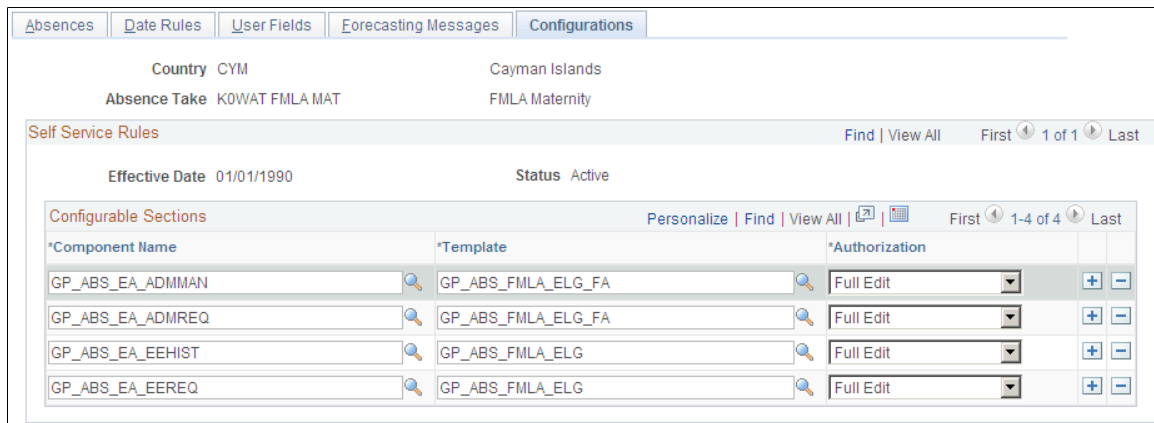 Absences Date Rules User Fields Forecasting Messages Configurations
Country CYM Cayman Islands
Absence Take K0WAT FMLA MAT FMLA Maternity
Self Service Rules Find | View All First 1 of 1 Last
Effective Date 01/01/1990 Status Active
Configurable Sections Personalize | Find | View All | | First 1-4 of 4 Last
*Component Name *Template *Authorization
GP_ABS_EA_ADMMAN GP_ABS_FMLA_ELG_FA Full Edit
GP_ABS_EA_ADMREQ GP_ABS_FMLA_ELG_FA Full Edit
GP_ABS_EA_EEHIST GP_ABS_FMLA_ELG Full Edit
GP_ABS_EA_EEREQ GP_ABS_FMLA_ELG Full Edit